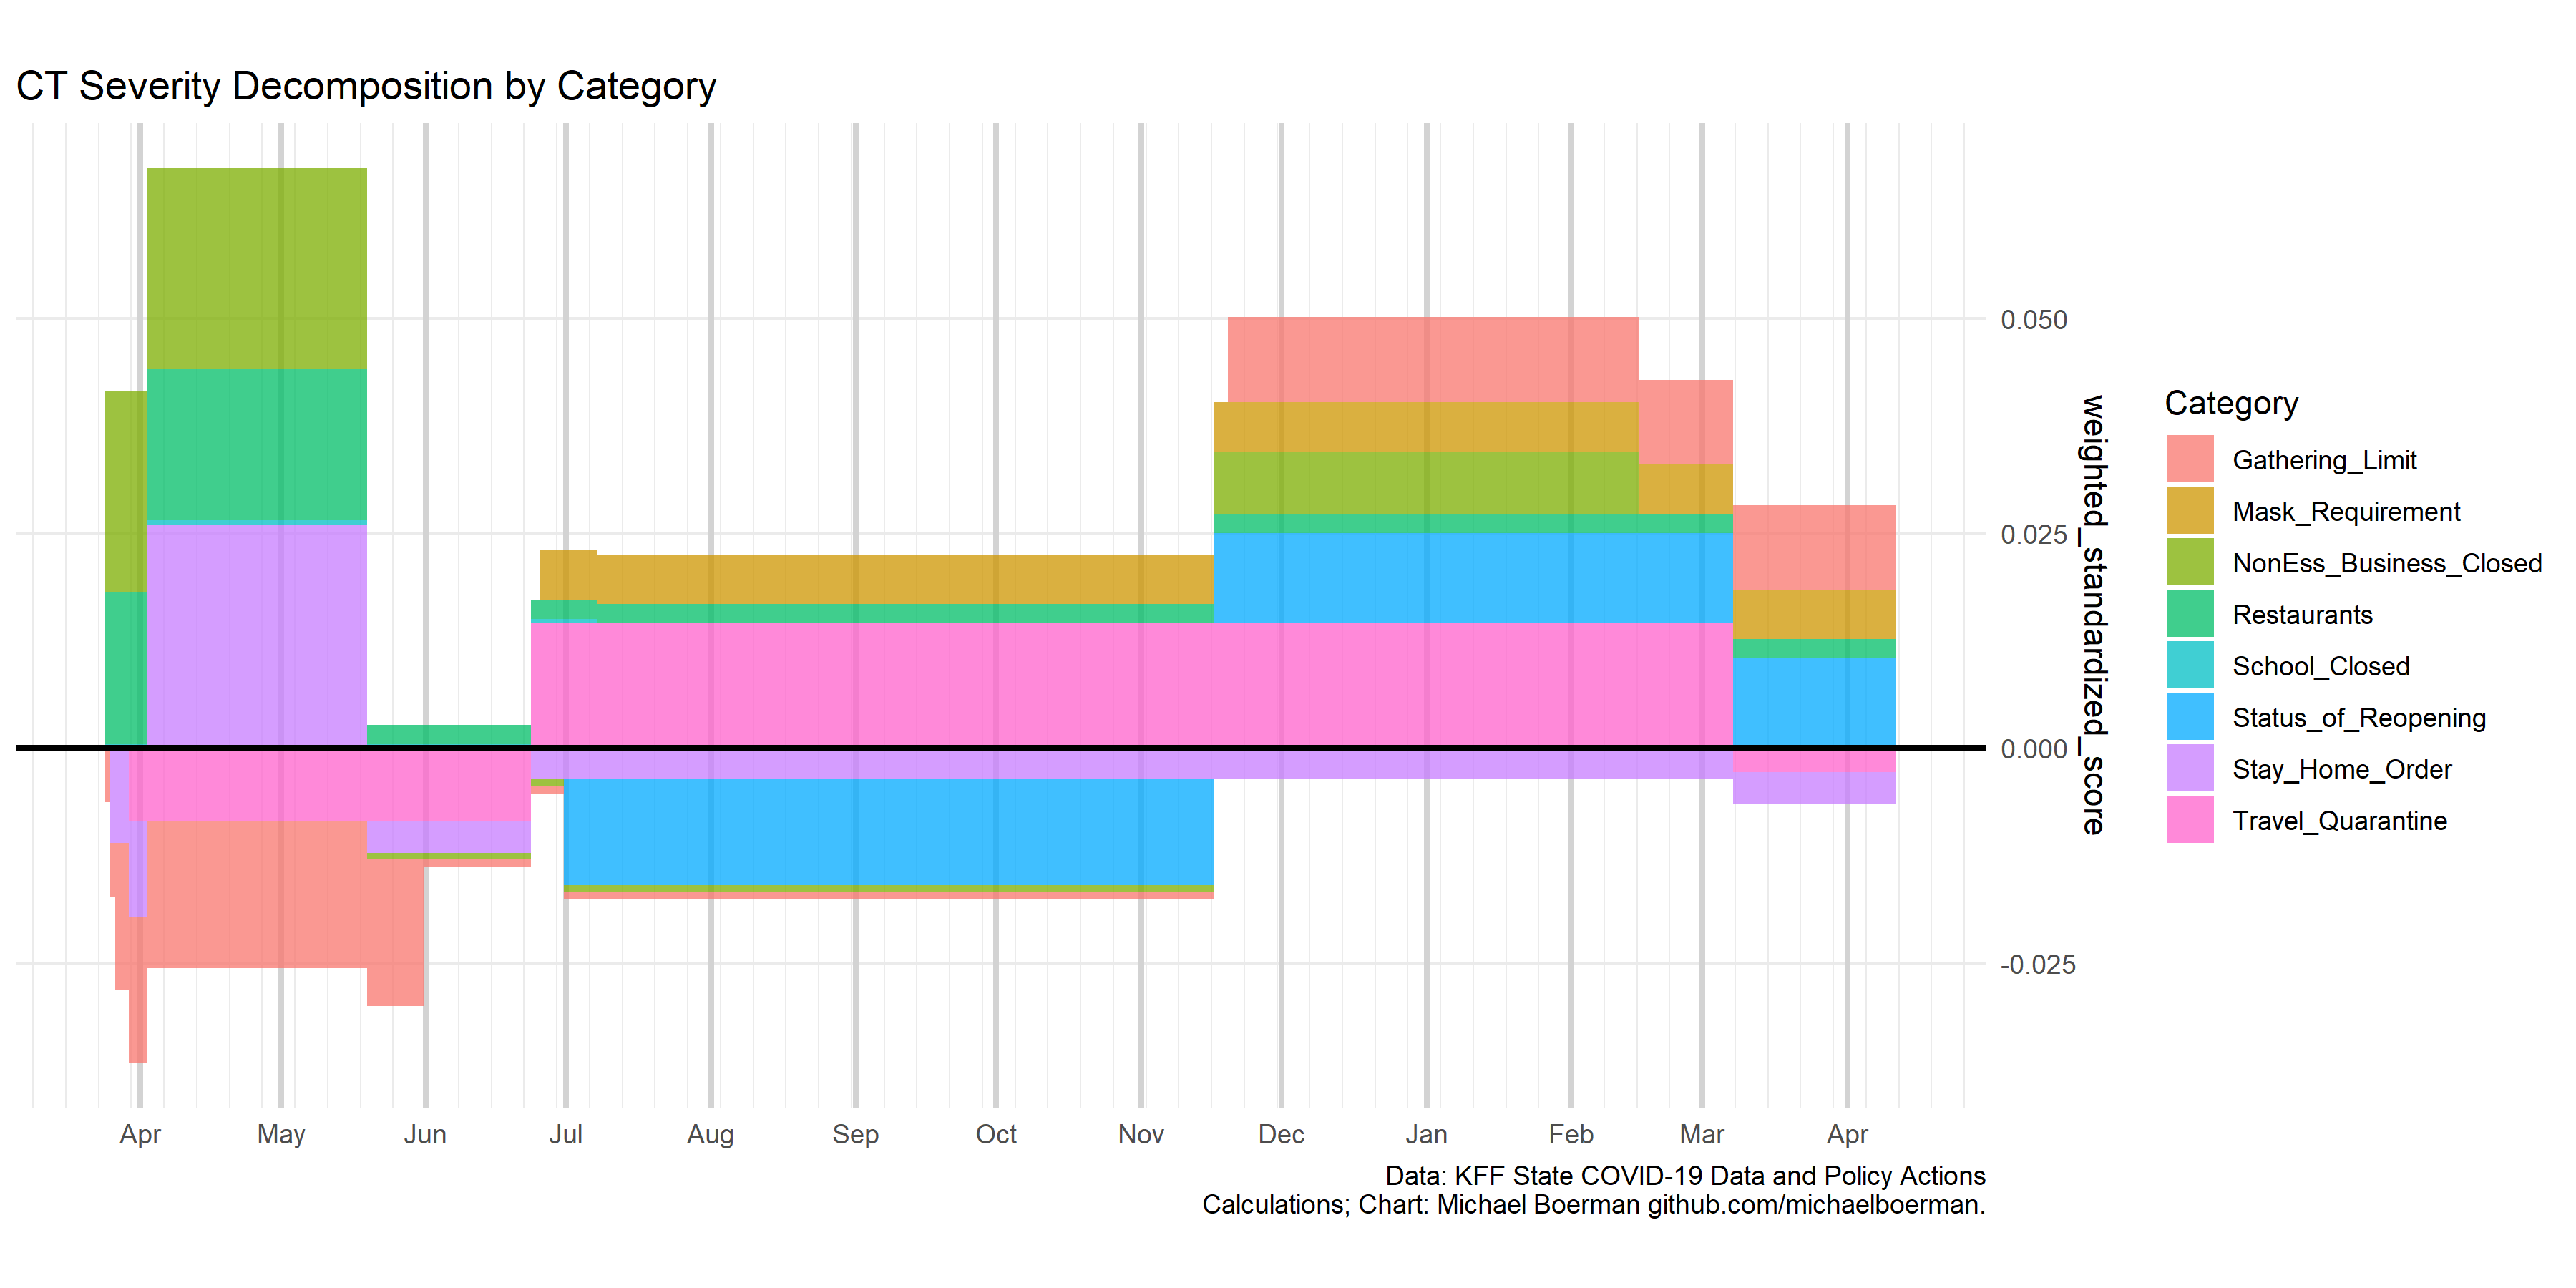 CT Severity Decomposition by Category
0.050
0.025
0.000
-0.025
weighted_standardized_score
Apr May Jun Jul Aug Sep Oct Nov Dec Jan Feb Mar Apr
Data: KFF State COVID-19 Data and Policy Actions
Calculations; Chart: Michael Boerman github.com/michaelboerman.
Category
Gathering_Limit
Mask_Requirement
NonEss_Business_Closed
Restaurants
School_Closed
Status_of_Reopening
Stay_Home_Order
Travel_Quarantine